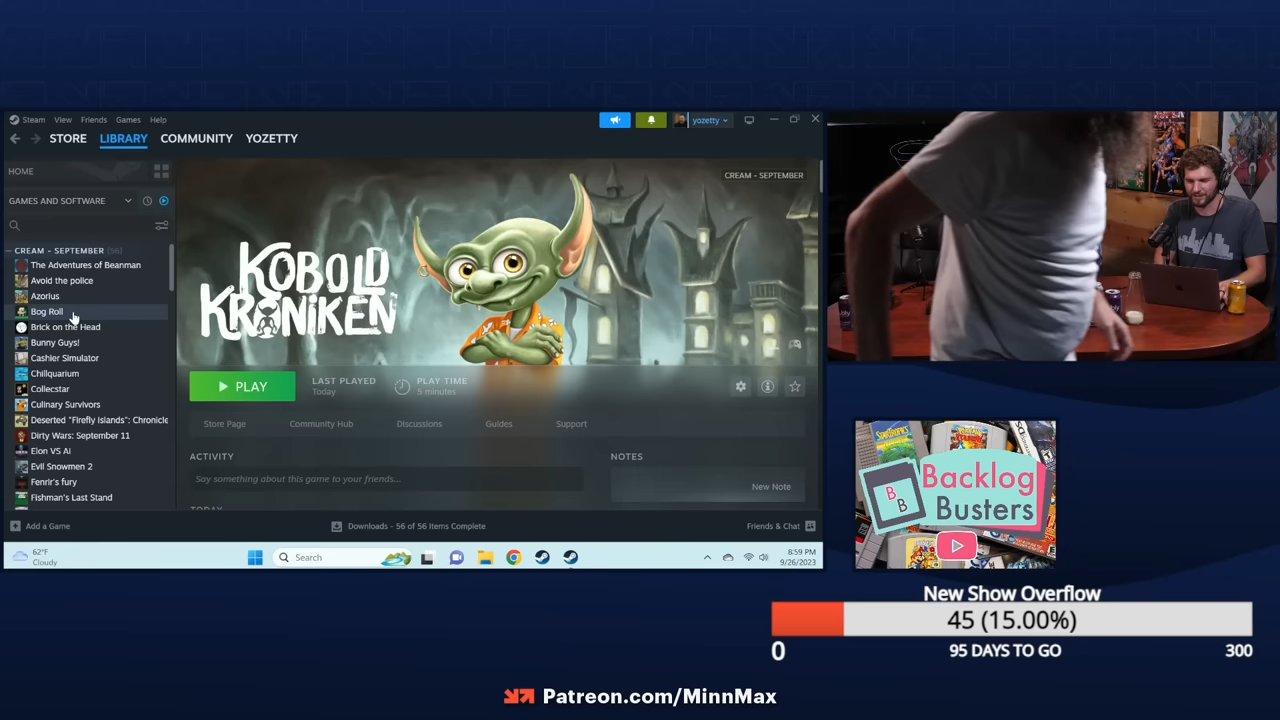 Steam View Friends Games Help
yozetty
STORE LIBRARY COMMUNITY YOZETTY
HOME
GAMES AND SOFTWARE
CREAM - SEPTEMBER (56)
The Adventures of Beanman
Avoid the police
Azorius
Bog Roll
Brick on the Head
Bunny Guys!
Cashier Simulator
Chillquarium
Collecstar
Culinary Survivors
Deserted "Firefly Islands": Chronicle
Dirty Wars: September 11
Elon VS Ai
Evil Snowmen 2
Fenrir's fury
Fishman's Last Stand
CREAM - SEPTEMBER
KOBOLD
KRONIKEN
PLAY
LAST PLAYED
Today
PLAY TIME
5 minutes
Store Page Community Hub Discussions Guides Support
ACTIVITY
Say something about this game to your friends...
NOTES
New Note
TODAY
Add a Game
Downloads - 56 of 56 Items Complete
Friends & Chat
62°F
Cloudy
Search
8:59 PM
9/26/2023
STARTROPICS
BB
Backlog
Busters
New Show Overflow
45 (15.00%)
0 95 DAYS TO GO 300
Patreon.com/MinnMax